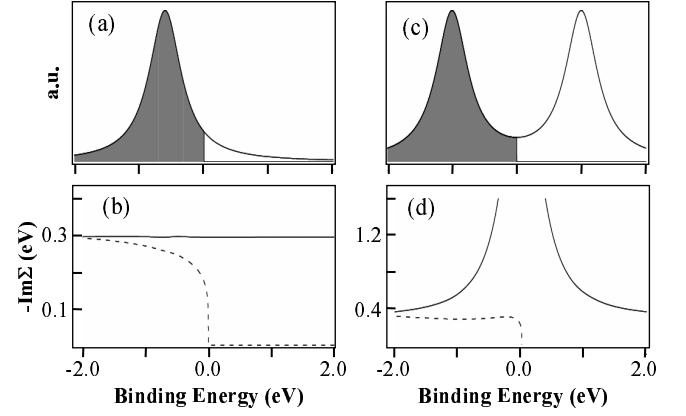 (a)
(c)
a.u.
(b)
(d)
-ImΣ (eV)
0.3
0.1
1.2
0.4
-2.0 0.0 2.0
-2.0 0.0 2.0
Binding Energy (eV)
Binding Energy (eV)